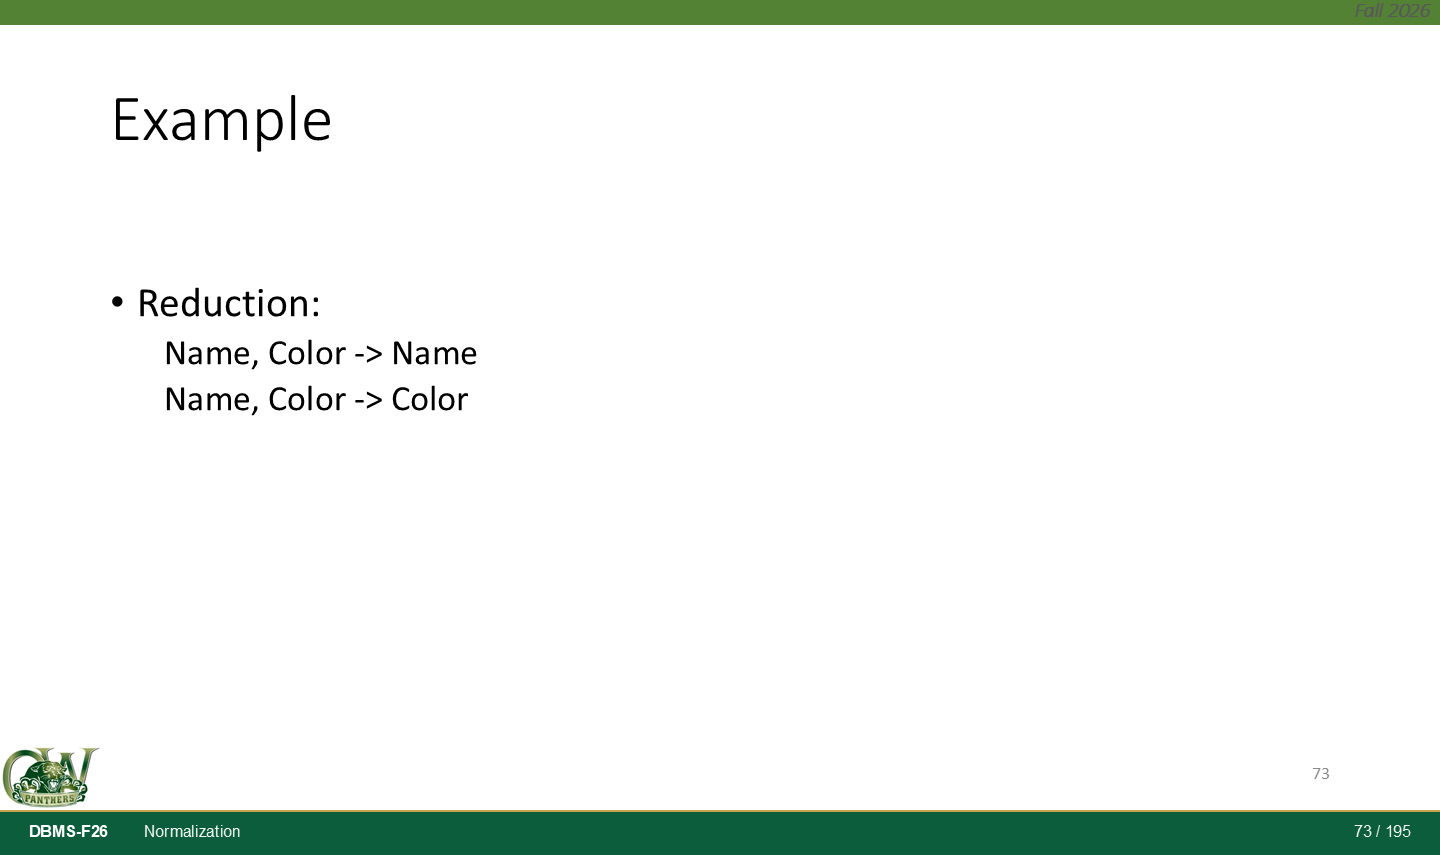 Fall 2026
Example
• Reduction:
Name, Color -> Name
Name, Color -> Color
PANTHERS
73
DBMS-F26 Normalization 73 / 195